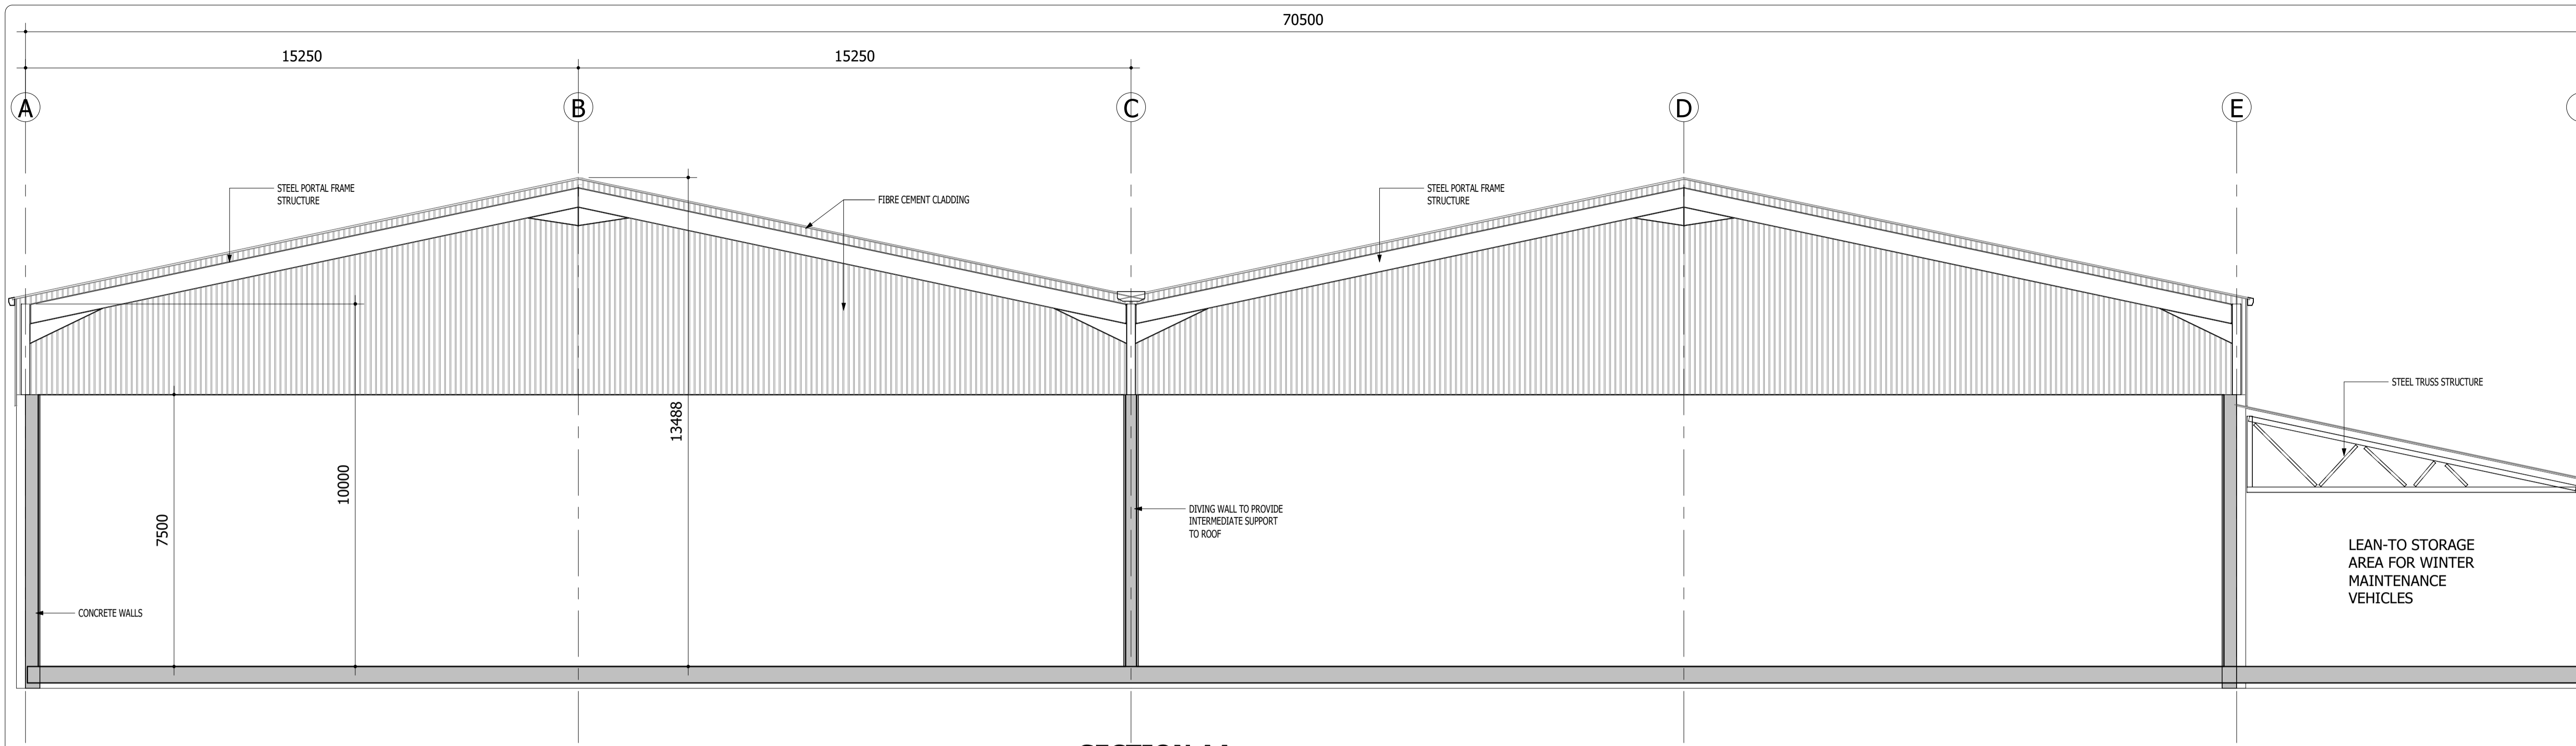 70500
15250
15250
A
B
C
D
E
STEEL PORTAL FRAME
STRUCTURE
FIBRE CEMENT CLADDING
STEEL PORTAL FRAME
STRUCTURE
STEEL TRUSS STRUCTURE
13488
10000
7500
DIVING WALL TO PROVIDE
INTERMEDIATE SUPPORT
TO ROOF
LEAN-TO STORAGE
AREA FOR WINTER
MAINTENANCE
VEHICLES
CONCRETE WALLS